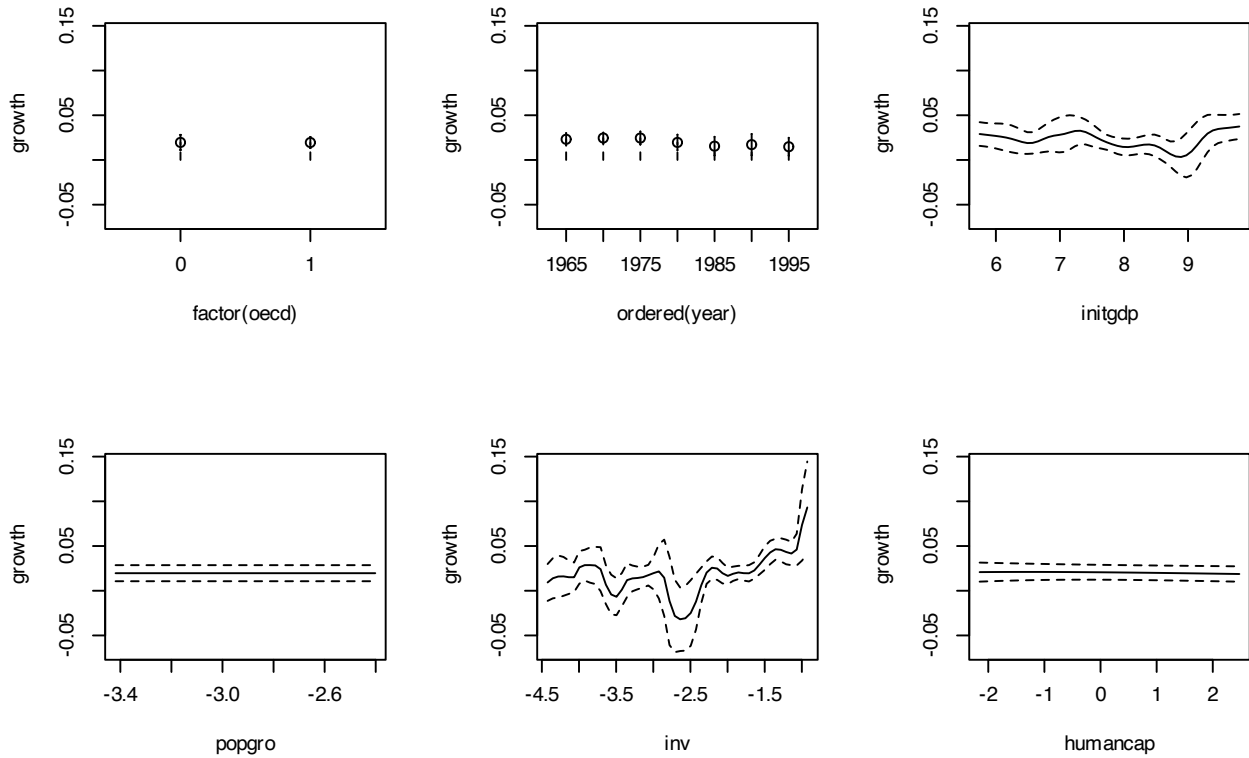 0.15
0.05
-0.05
growth
0 1
factor(oecd)
0.15
0.05
-0.05
growth
1965 1975 1985 1995
ordered(year)
0.15
0.05
-0.05
growth
6 7 8 9
initgdp
0.15
0.05
-0.05
growth
-3.4 -3.0 -2.6
popgro
0.15
0.05
-0.05
growth
-4.5 -3.5 -2.5 -1.5
inv
0.15
0.05
-0.05
growth
-2 -1 0 1 2
humancap